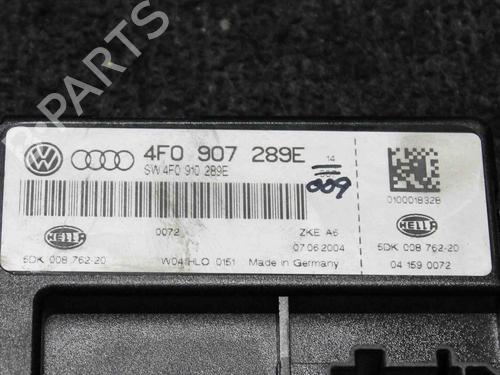 4F0 907 289E
SW 4F0 910 289E
14
009
0100018328
HELLA
0072
ZKE A6
07.06.2004
5DK 008 762-20
W041HLO 0151
Made in Germany
HELLA
5DK 008 762-20
04 159 0072
B-PARTS